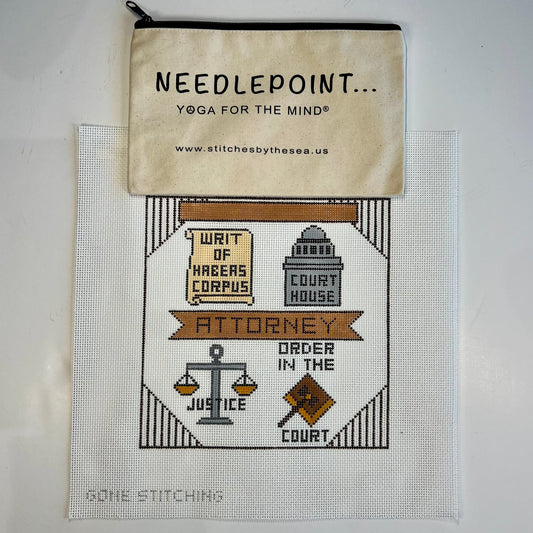 NEEDLEPOINT...
YOGA FOR THE MIND®
www.stitchesbythesea.us
WRIT
OF
HABEAS
CORPUS
COURT
HOUSE
ATTORNEY
JUSTICE
ORDER
IN THE
COURT
GONE STITCHING